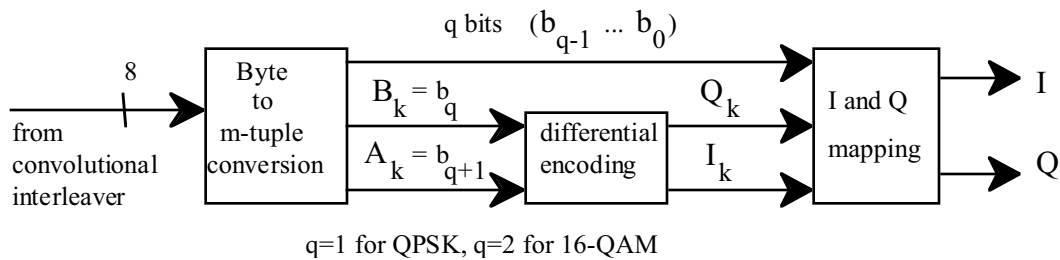 q bits (b_{q-1} ... b_0)
8
from
convolutional
interleaver
Byte
to
m-tuple
conversion
B_k = b_q
A_k = b_{q+1}
differential
encoding
Q_k
I_k
I and Q
mapping
I
Q
q=1 for QPSK, q=2 for 16-QAM